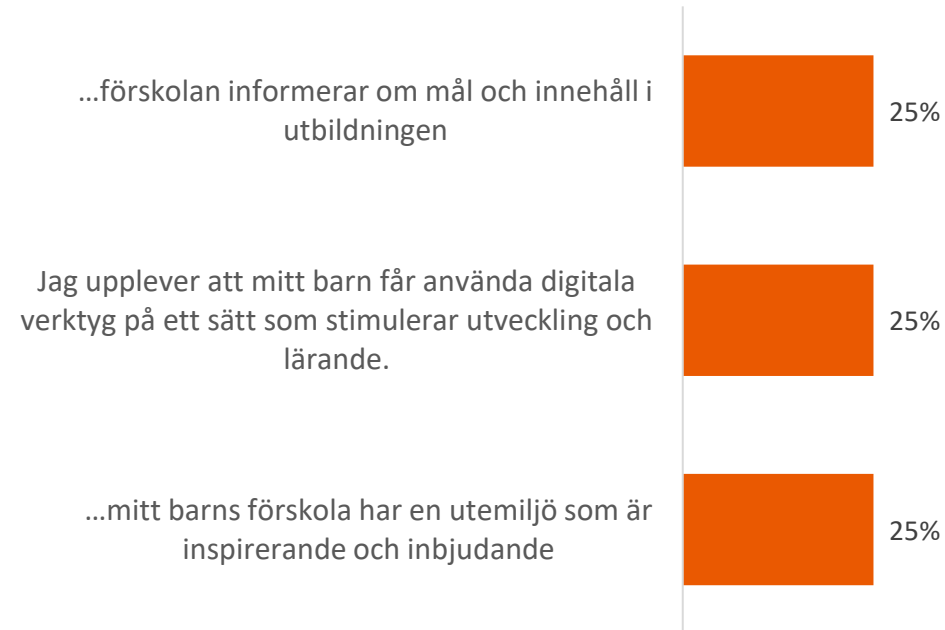 …förskolan informerar om mål och innehåll i
utbildningen
25%
Jag upplever att mitt barn får använda digitala
verktyg på ett sätt som stimulerar utveckling och
lärande.
25%
…mitt barns förskola har en utemiljö som är
inspirerande och inbjudande
25%